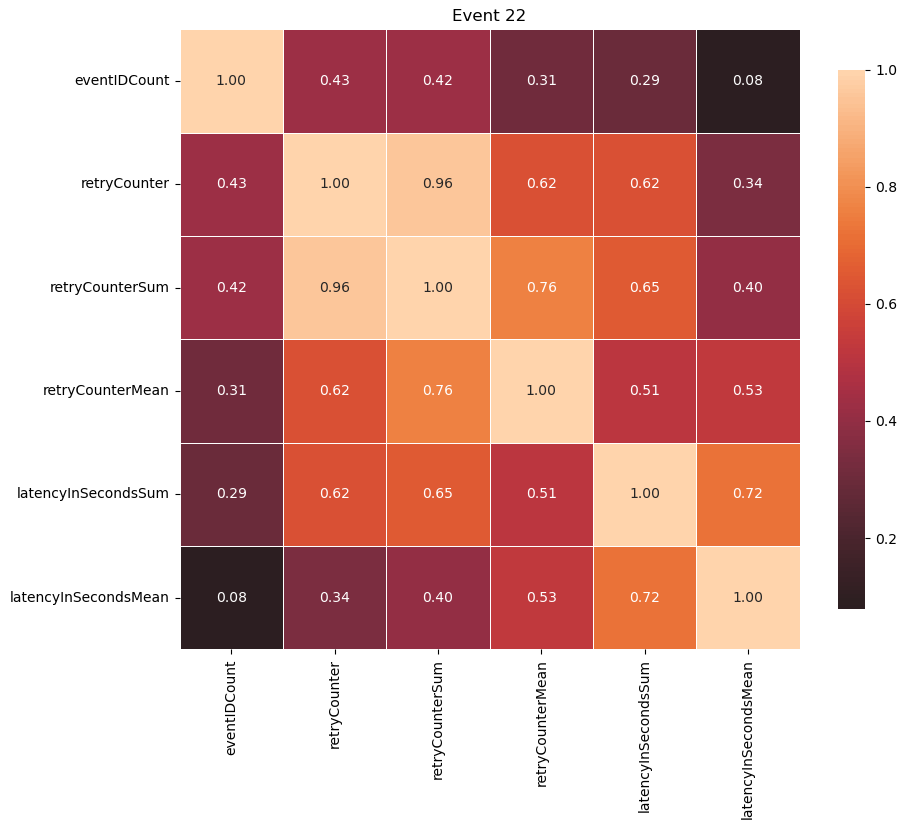 Event 22
eventIDCount 1.00 0.43 0.42 0.31 0.29 0.08
retryCounter 0.43 1.00 0.96 0.62 0.62 0.34
retryCounterSum 0.42 0.96 1.00 0.76 0.65 0.40
retryCounterMean 0.31 0.62 0.76 1.00 0.51 0.53
latencyInSecondsSum 0.29 0.62 0.65 0.51 1.00 0.72
latencyInSecondsMean 0.08 0.34 0.40 0.53 0.72 1.00
eventIDCount
retryCounter
retryCounterSum
retryCounterMean
latencyInSecondsSum
latencyInSecondsMean
1.0
0.8
0.6
0.4
0.2